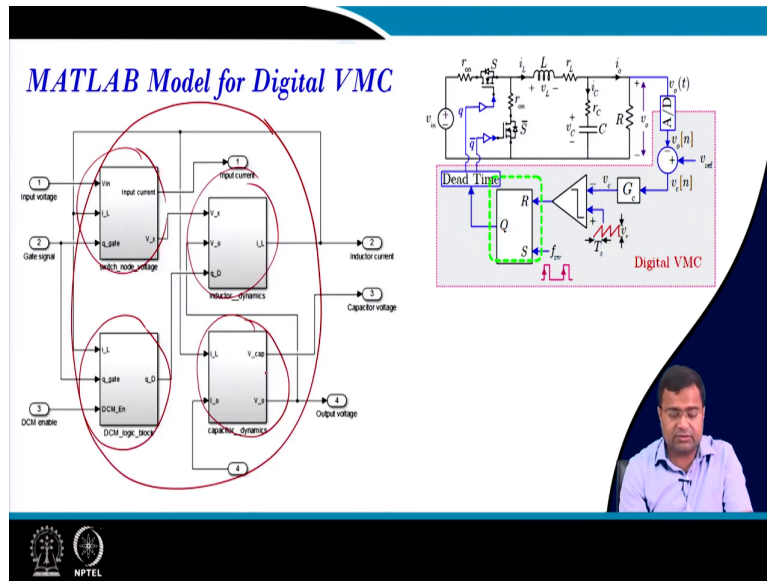 MATLAB Model for Digital VMC
1
Input voltage
2
Gate signal
3
DCM enable
Vin
I_L
q_gate
Input current
V_x
switch_node_voltage
I_L
q_gate
DCM_En
q_D
DCM_logic_block
1
Input current
V_x
V_o
q_D
I_L
inductor_dynamics
I_L
I_o
V_cap
V_o
capacitor_dynamics
4
2
Inductor current
3
Capacitor voltage
4
Output voltage
r_on S i_L L r_L i_o
+ v_L −
v_in + −
q
q̄
r_on
S̄
i_C
r_C
+ v_C −
C
R
+ v_o −
v_o(t)
A/D
v_o[n]
− +
v_ref
v_e[n]
G_c
v_c
− +
T_s
v_r
Dead Time
R
Q
S
f_sw
Digital VMC
NPTEL